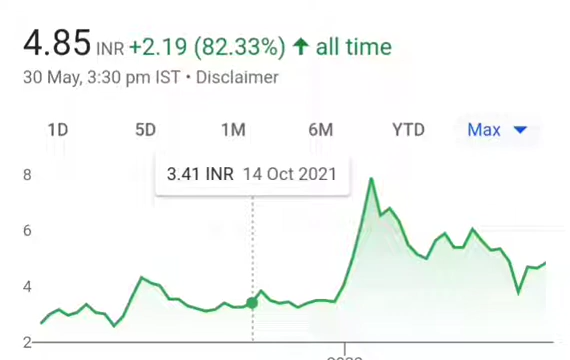 4.85 INR +2.19 (82.33%) ↑ all time
30 May, 3:30 pm IST • Disclaimer
1D 5D 1M 6M YTD Max
3.41 INR 14 Oct 2021
8
6
4
2